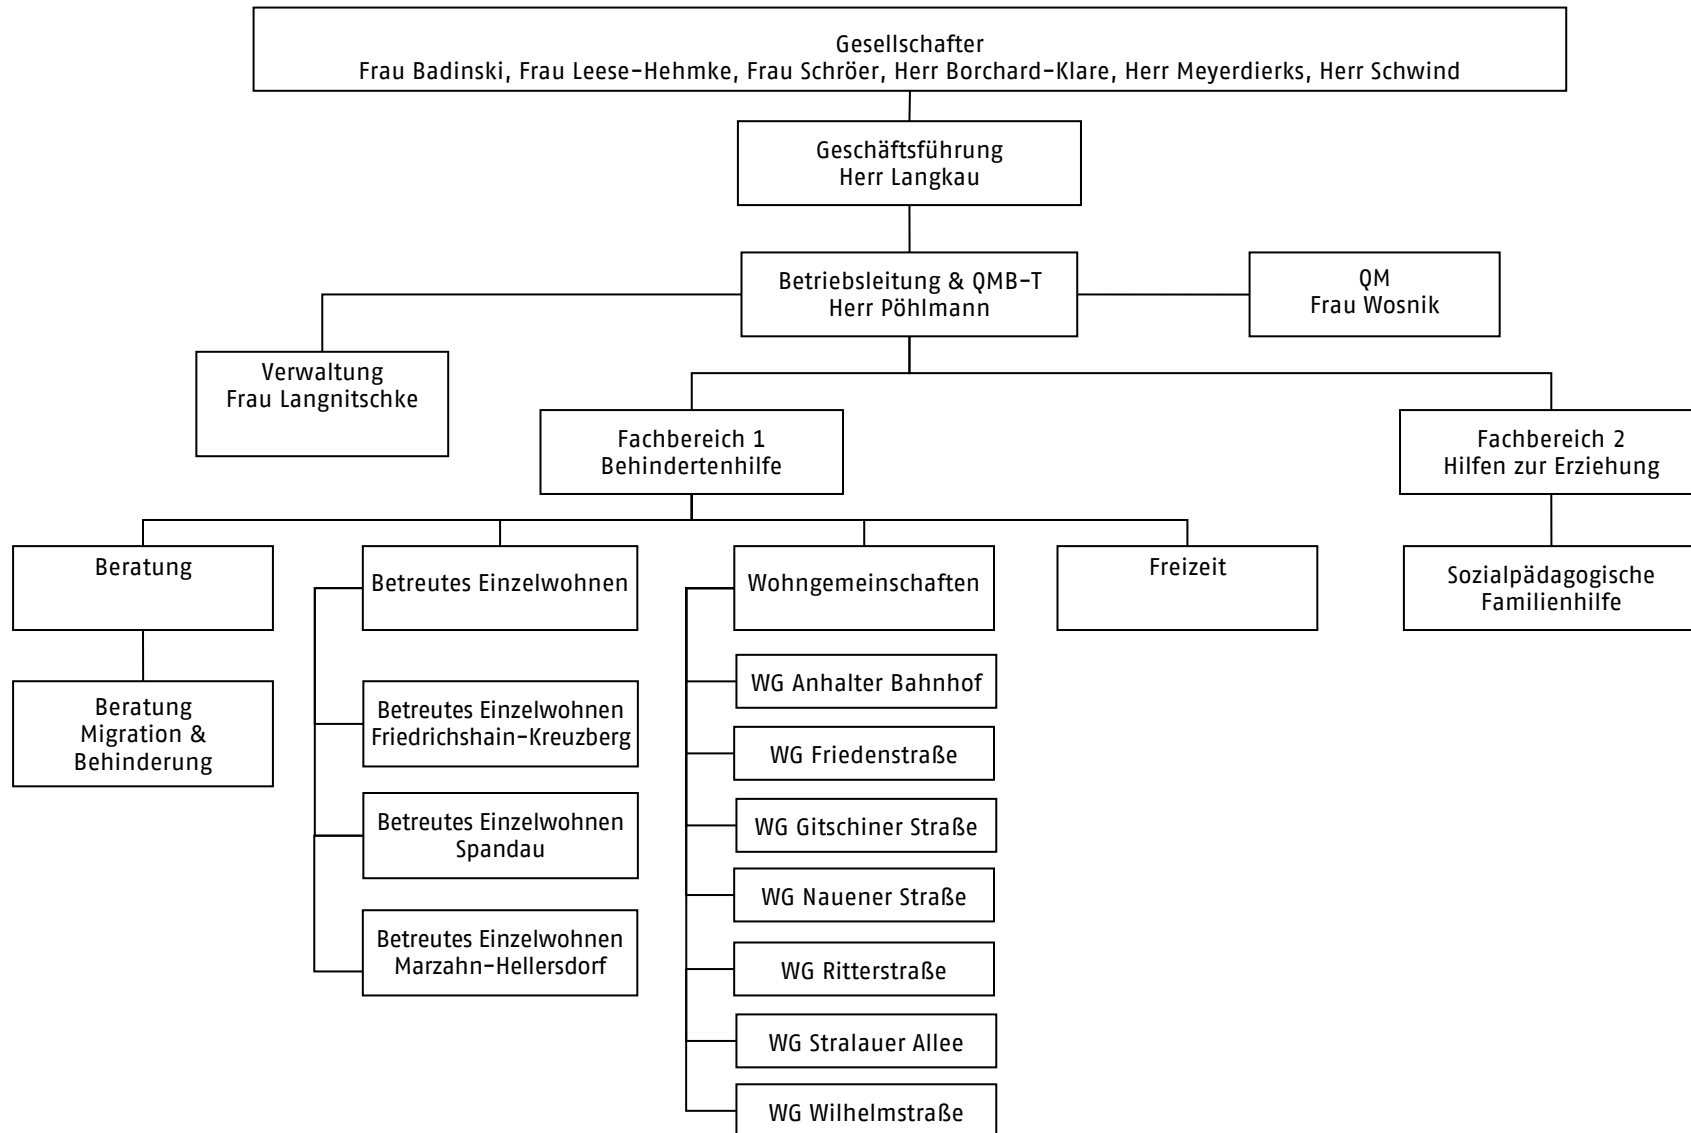 Gesellschafter
Frau Badinski, Frau Leese-Hehmke, Frau Schröer, Herr Borchard-Klare, Herr Meyerdierks, Herr Schwind
Geschäftsführung
Herr Langkau
Betriebsleitung & QMB-T
Herr Pöhlmann
QM
Frau Wosnik
Verwaltung
Frau Langnitschke
Fachbereich 1
Behindertenhilfe
Fachbereich 2
Hilfen zur Erziehung
Beratung
Betreutes Einzelwohnen
Wohngemeinschaften
Freizeit
Sozialpädagogische
Familienhilfe
Beratung
Migration &
Behinderung
Betreutes Einzelwohnen
Friedrichshain-Kreuzberg
Betreutes Einzelwohnen
Spandau
Betreutes Einzelwohnen
Marzahn-Hellersdorf
WG Anhalter Bahnhof
WG Friedenstraße
WG Gitschiner Straße
WG Nauener Straße
WG Ritterstraße
WG Stralauer Allee
WG Wilhelmstraße